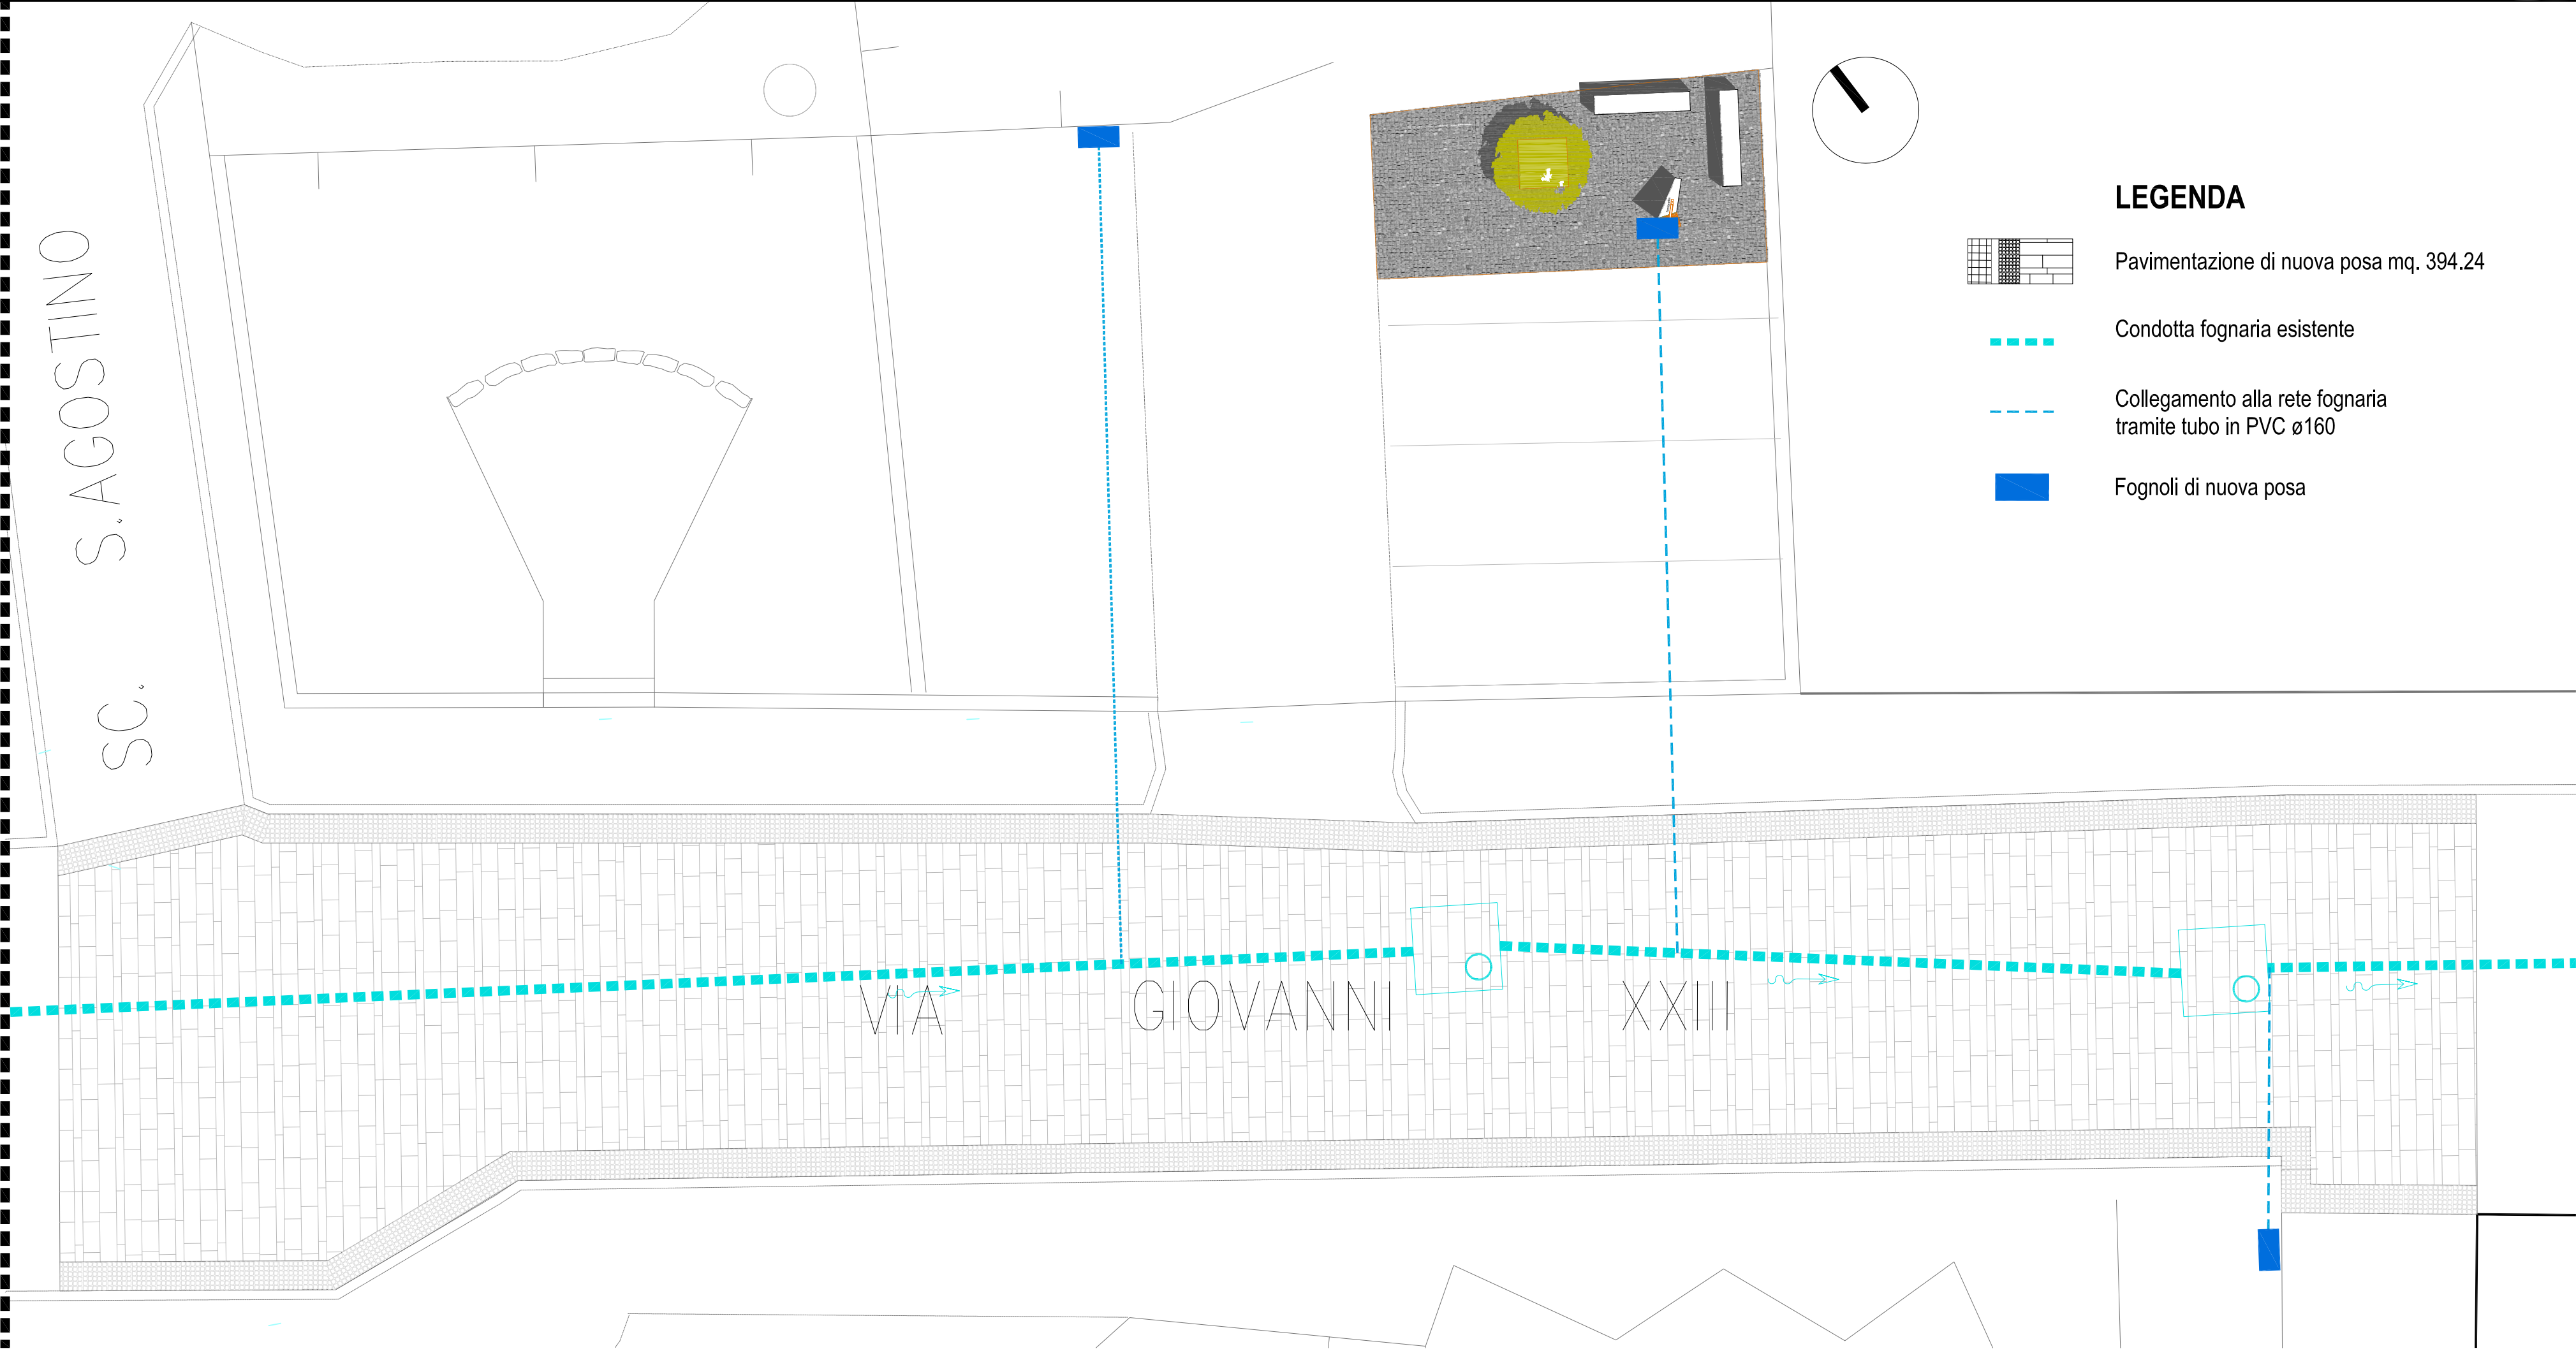 LEGENDA
Pavimentazione di nuova posa mq. 394.24
Condotta fognaria esistente
Collegamento alla rete fognaria
tramite tubo in PVC ø160
Fognoli di nuova posa
SC. S.AGOSTINO
VIA GIOVANNI XXIII